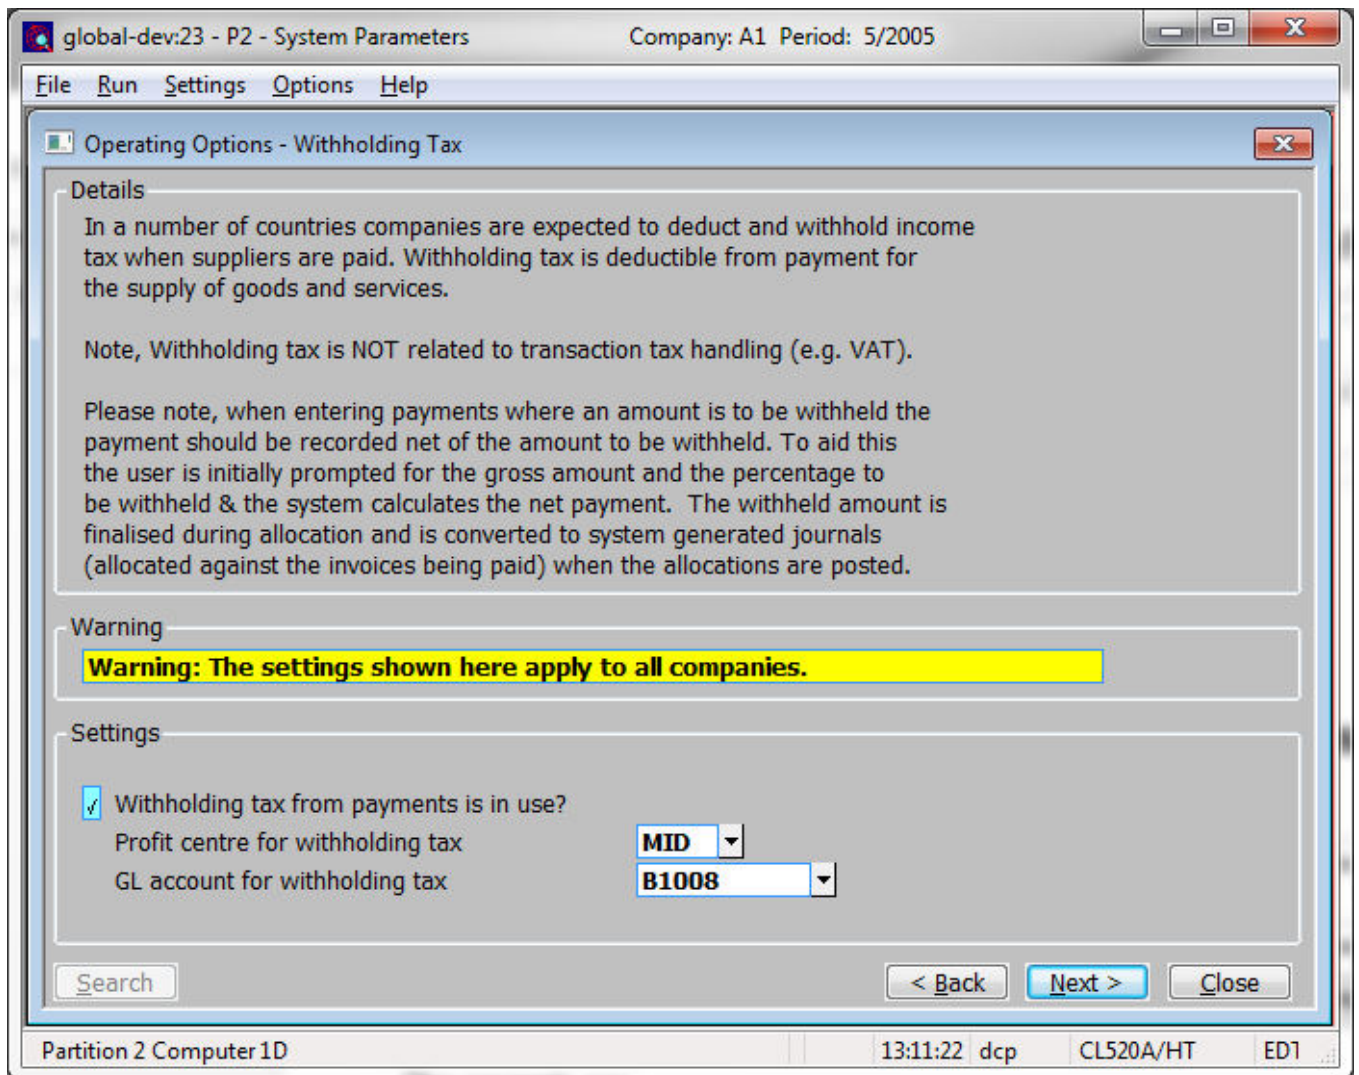 global-dev:23 - P2 - System Parameters Company: A1 Period: 5/2005
File Run Settings Options Help
Operating Options - Withholding Tax
Details
In a number of countries companies are expected to deduct and withhold income
tax when suppliers are paid. Withholding tax is deductible from payment for
the supply of goods and services.
Note, Withholding tax is NOT related to transaction tax handling (e.g. VAT).
Please note, when entering payments where an amount is to be withheld the
payment should be recorded net of the amount to be withheld. To aid this
the user is initially prompted for the gross amount and the percentage to
be withheld & the system calculates the net payment.  The withheld amount is
finalised during allocation and is converted to system generated journals
(allocated against the invoices being paid) when the allocations are posted.
Warning
Warning: The settings shown here apply to all companies.
Settings
Withholding tax from payments is in use?
Profit centre for withholding tax MID
GL account for withholding tax B1008
Search < Back Next > Close
Partition 2 Computer 1D 13:11:22 dcp CL520A/HT